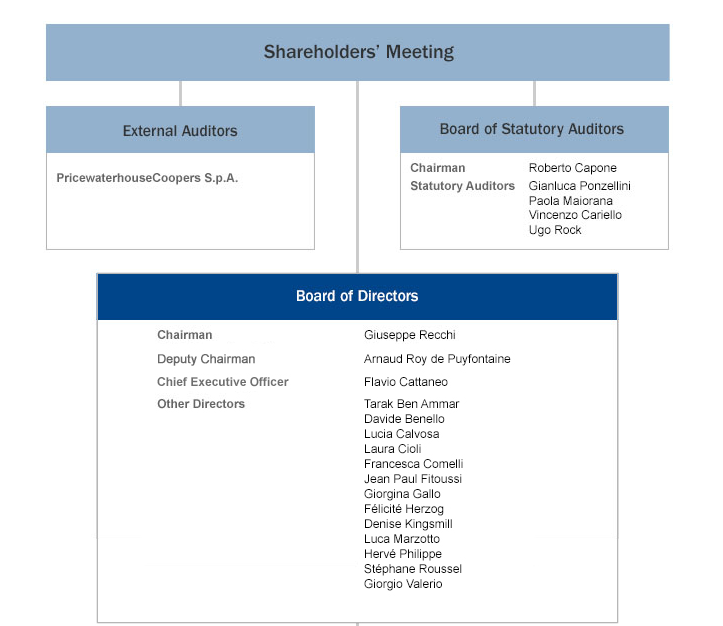 Shareholders’ Meeting
External Auditors
PricewaterhouseCoopers S.p.A.
Board of Statutory Auditors
Chairman Roberto Capone
Statutory Auditors Gianluca Ponzellini
Paola Maiorana
Vincenzo Cariello
Ugo Rock
Board of Directors
Chairman Giuseppe Recchi
Deputy Chairman Arnaud Roy de Puyfontaine
Chief Executive Officer Flavio Cattaneo
Other Directors Tarak Ben Ammar
Davide Benello
Lucia Calvosa
Laura Cioli
Francesca Comelli
Jean Paul Fitoussi
Giorgina Gallo
Félicité Herzog
Denise Kingsmill
Luca Marzotto
Hervé Philippe
Stéphane Roussel
Giorgio Valerio